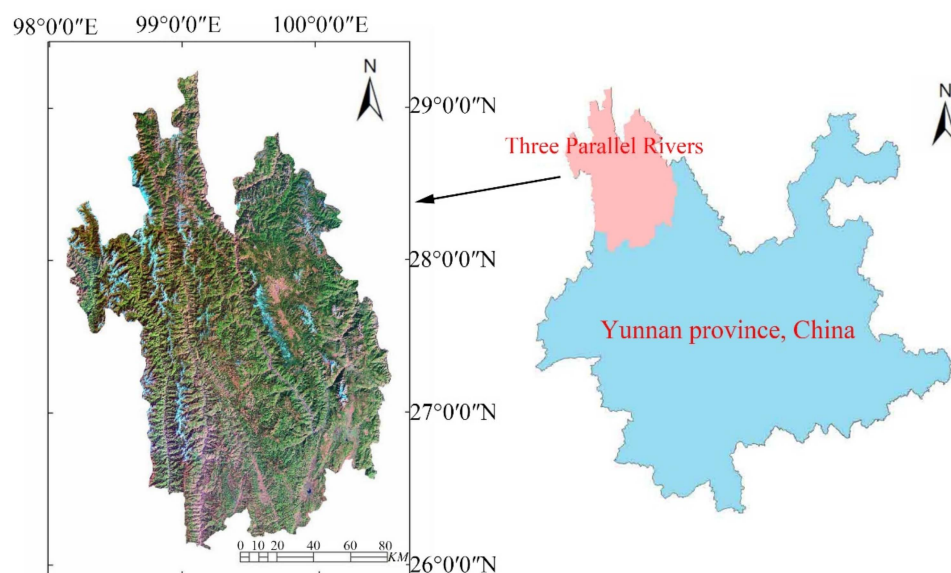 98°0′0″E 99°0′0″E 100°0′0″E
N
29°0′0″N
28°0′0″N
27°0′0″N
26°0′0″N
0 10 20 40 60 80
KM
N
Three Parallel Rivers
Yunnan province, China